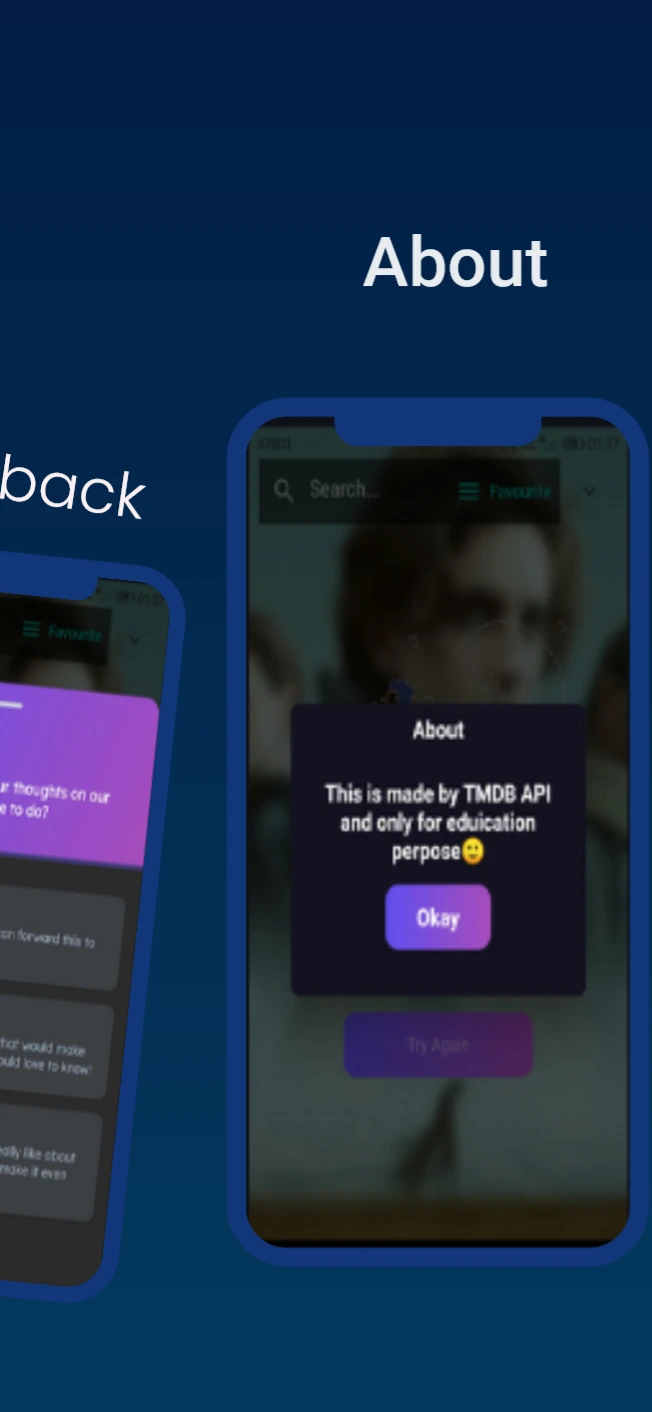 About
back
Favourite
ur thoughts on our
e to do?
forward this to
that would make
ould love to know!
eally like about
make it even
01:37
Search...
Favourite
About
This is made by TMDB API
and only for eduication
perpose🙂
Okay
Try Again